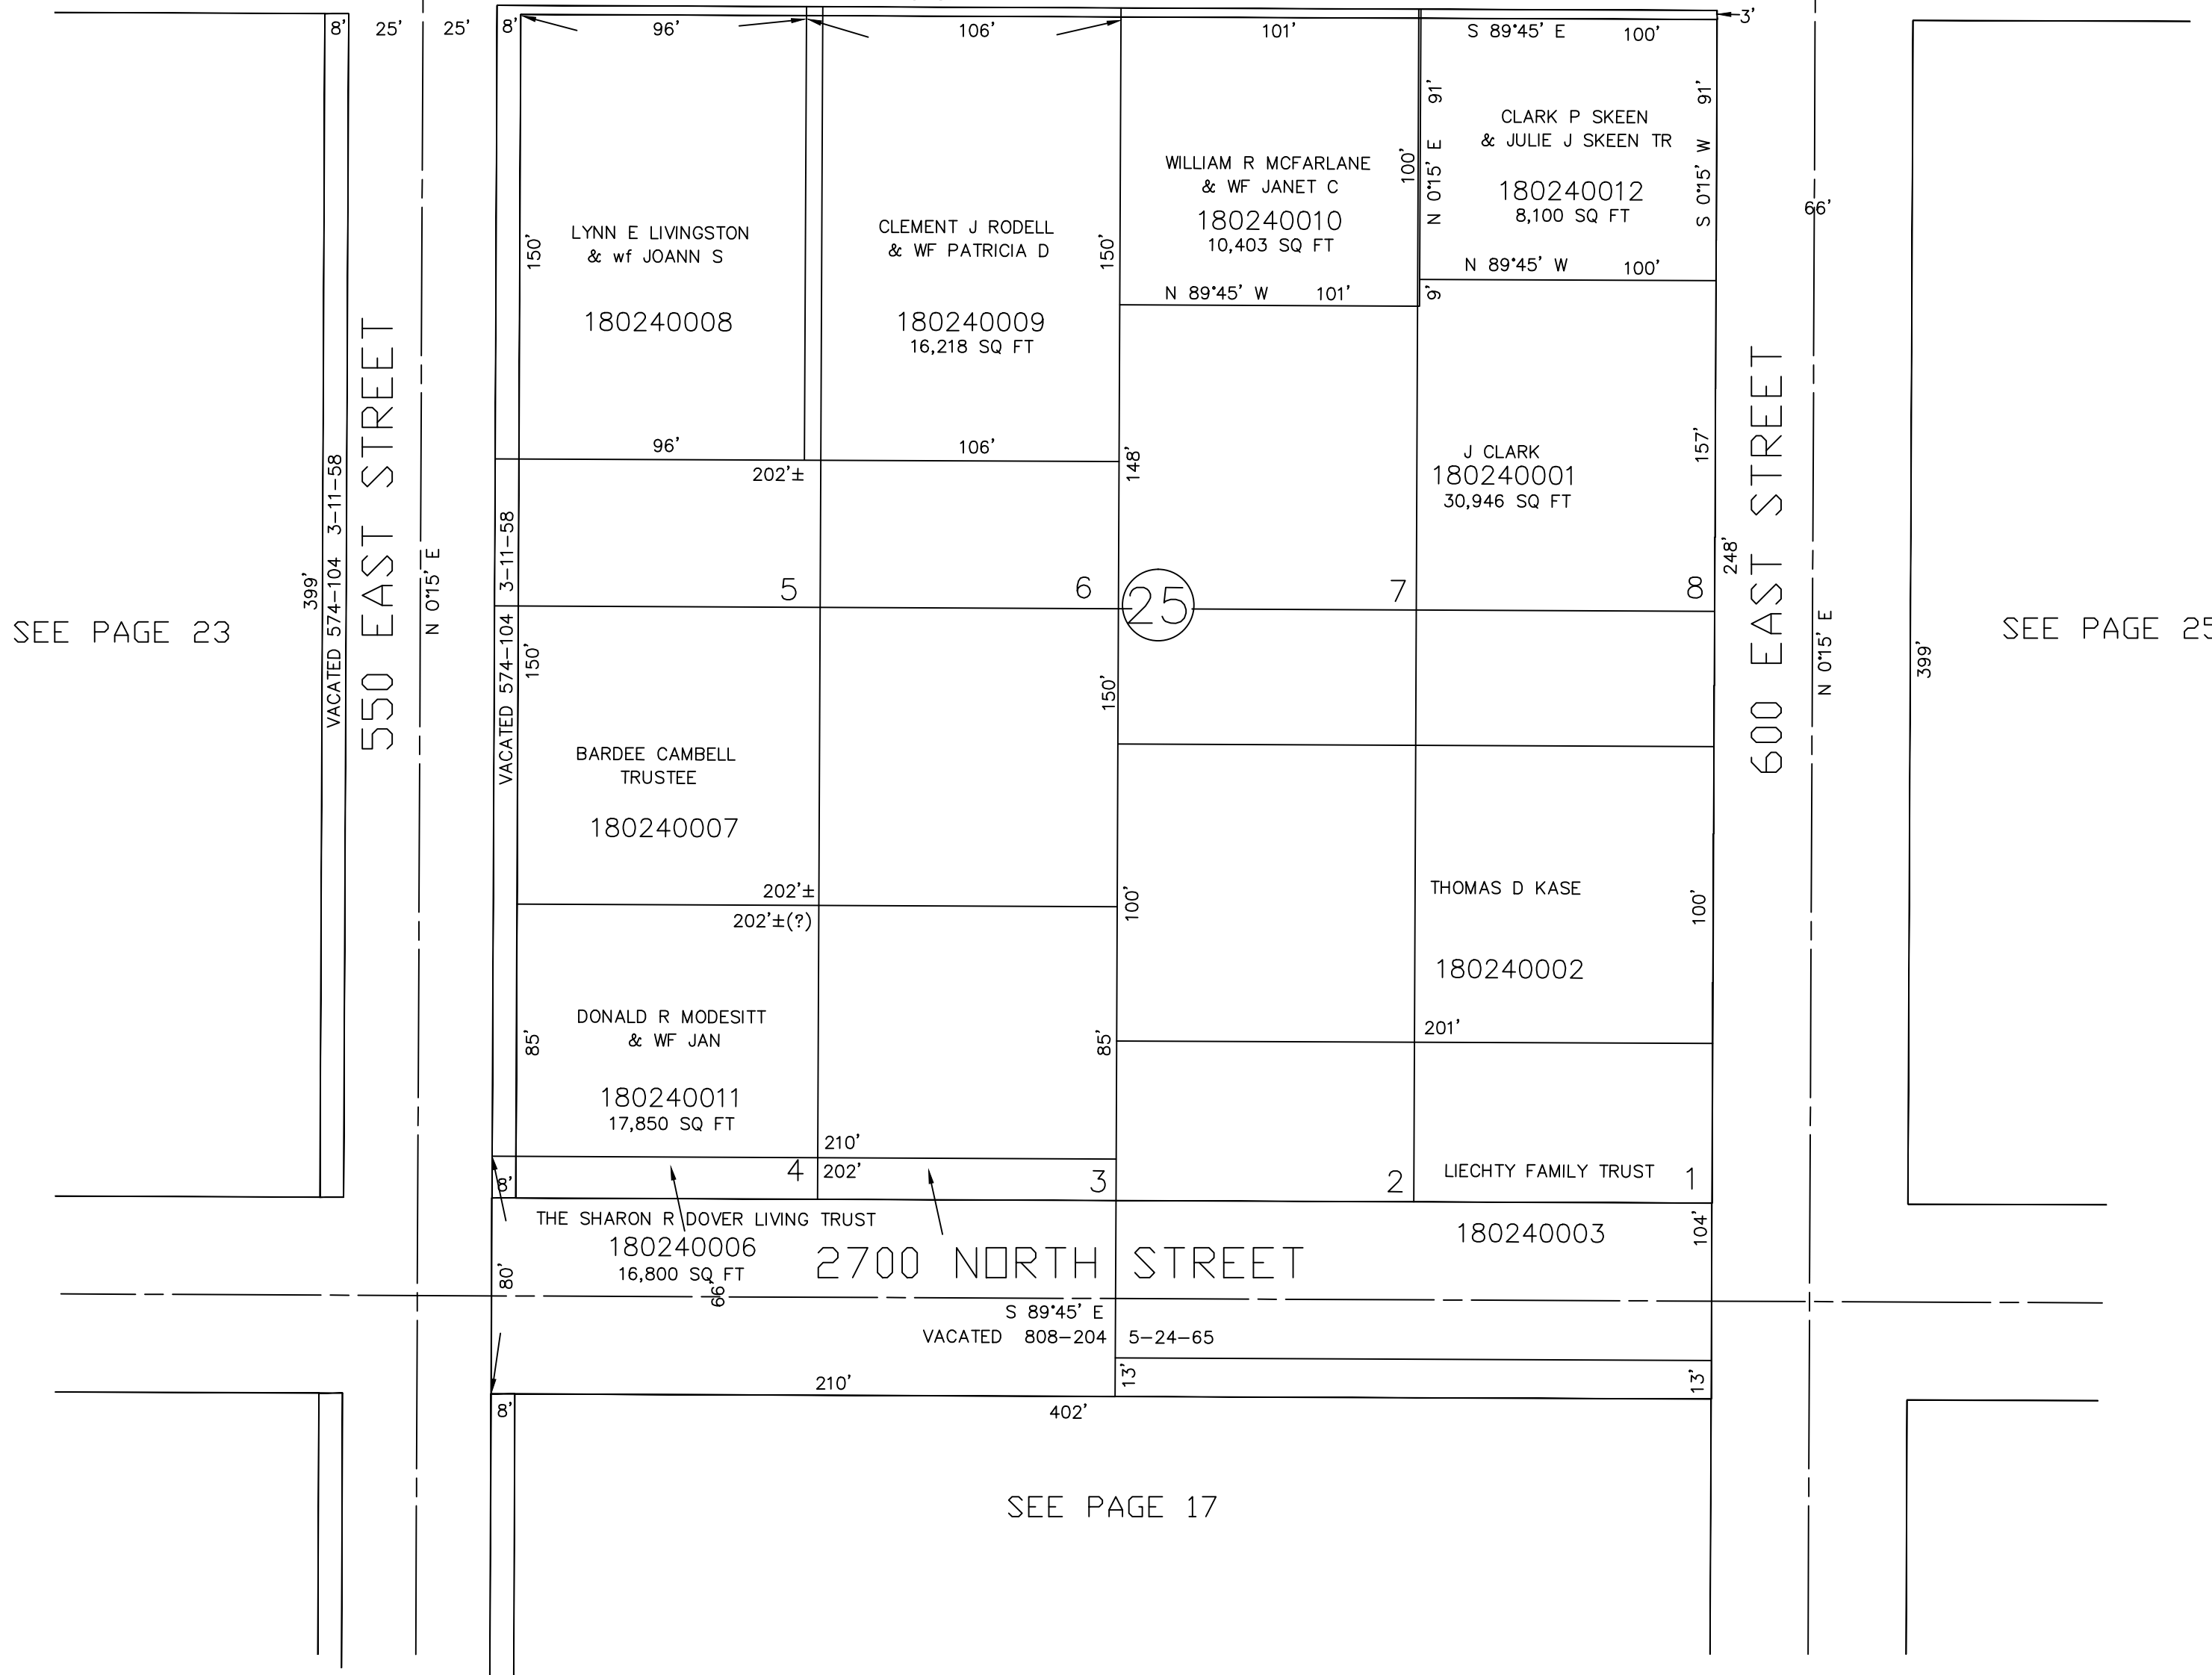 8' 25' 25' 8' 96' 106' 101' S 89°45' E 100' 3'
91' 91'
CLARK P SKEEN
& JULIE J SKEEN TR
180240012
8,100 SQ FT
N 0°15' E
S 0°15' W
N 89°45' W 100'
9'
66'
WILLIAM R MCFARLANE
& WF JANET C
180240010
10,403 SQ FT
100'
N 89°45' W 101'
LYNN E LIVINGSTON
& wf JOANN S
180240008
150'
96'
CLEMENT J RODELL
& WF PATRICIA D
180240009
16,218 SQ FT
150'
106'
202'±
148'
J CLARK
180240001
30,946 SQ FT
157'
248'
550 EAST STREET
600 EAST STREET
VACATED 574-104 3-11-58
VACATED 574-104 3-11-58
399'
N 0°15' E
N 0°15' E
399'
SEE PAGE 23
SEE PAGE 25
5 6 25 7 8
150'
150'
BARDEE CAMBELL
TRUSTEE
180240007
202'±
202'±(?)
100'
THOMAS D KASE
180240002
100'
201'
DONALD R MODESITT
& WF JAN
180240011
17,850 SQ FT
85'
85'
210'
8' 4 202' 3 2 1
LIECHTY FAMILY TRUST
180240003
104'
THE SHARON R DOVER LIVING TRUST
180240006
16,800 SQ FT
80'
66'
2700 NORTH STREET
S 89°45' E
VACATED 808-204 5-24-65
210' 13' 13'
8' 402'
SEE PAGE 17